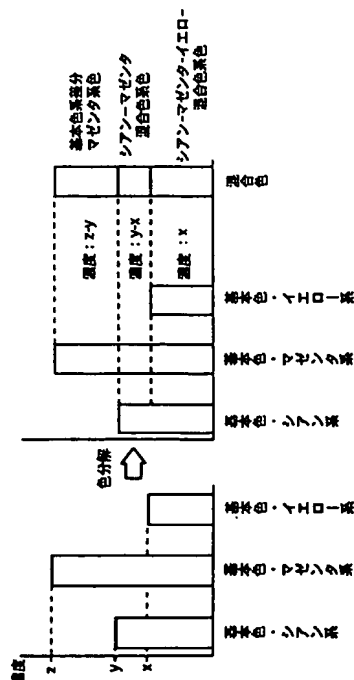 濃度
z
y
x
基本色・シアン系
基本色・マゼンタ系
基本色・イエロー系
色分解
基本色・シアン系
基本色・マゼンタ系
基本色・イエロー系
混合色
濃度：z-y
濃度：y-x
濃度：x
基本色系成分
マゼンタ系色
シアン－マゼンタ
混合色系色
シアン-マゼンタ-イエロー
混合色系色